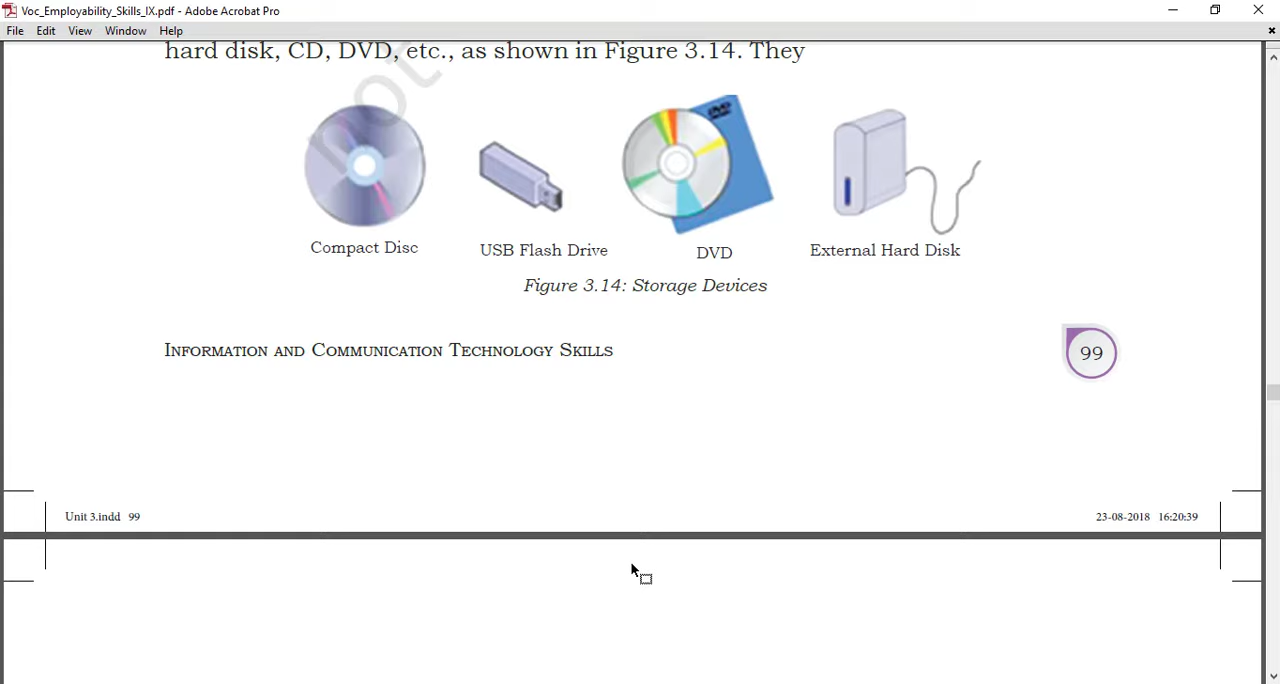 Voc_Employability_Skills_IX.pdf - Adobe Acrobat Pro
File Edit View Window Help
hard disk, CD, DVD, etc., as shown in Figure 3.14. They
not
DVD
Compact Disc USB Flash Drive DVD External Hard Disk
Figure 3.14: Storage Devices
INFORMATION AND COMMUNICATION TECHNOLOGY SKILLS 99
Unit 3.indd 99 23-08-2018 16:20:39